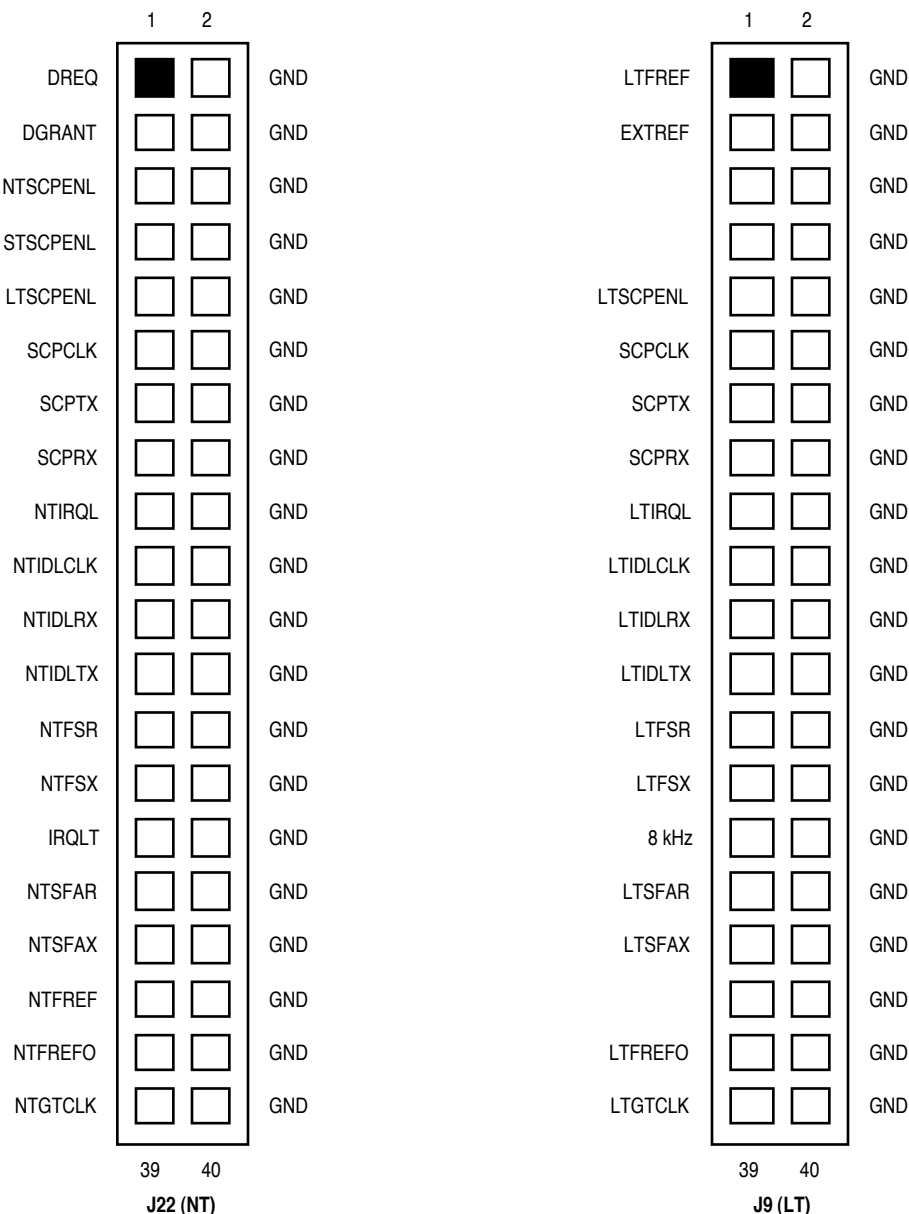 1 2
DREQ GND
DGRANT GND
NTSCPENL GND
STSCPENL GND
LTSCPENL GND
SCPCLK GND
SCPTX GND
SCPRX GND
NTIRQL GND
NTIDLCLK GND
NTIDLRX GND
NTIDLTX GND
NTFSR GND
NTFSX GND
IRQLT GND
NTSFAR GND
NTSFAX GND
NTFREF GND
NTFREFO GND
NTGTCLK GND
39 40
J22 (NT)
1 2
LTFREF GND
EXTREF GND
GND
GND
LTSCPENL GND
SCPCLK GND
SCPTX GND
SCPRX GND
LTIRQL GND
LTIDLCLK GND
LTIDLRX GND
LTIDLTX GND
LTFSR GND
LTFSX GND
8 kHz GND
LTSFAR GND
LTSFAX GND
GND
LTFREFO GND
LTGTCLK GND
39 40
J9 (LT)